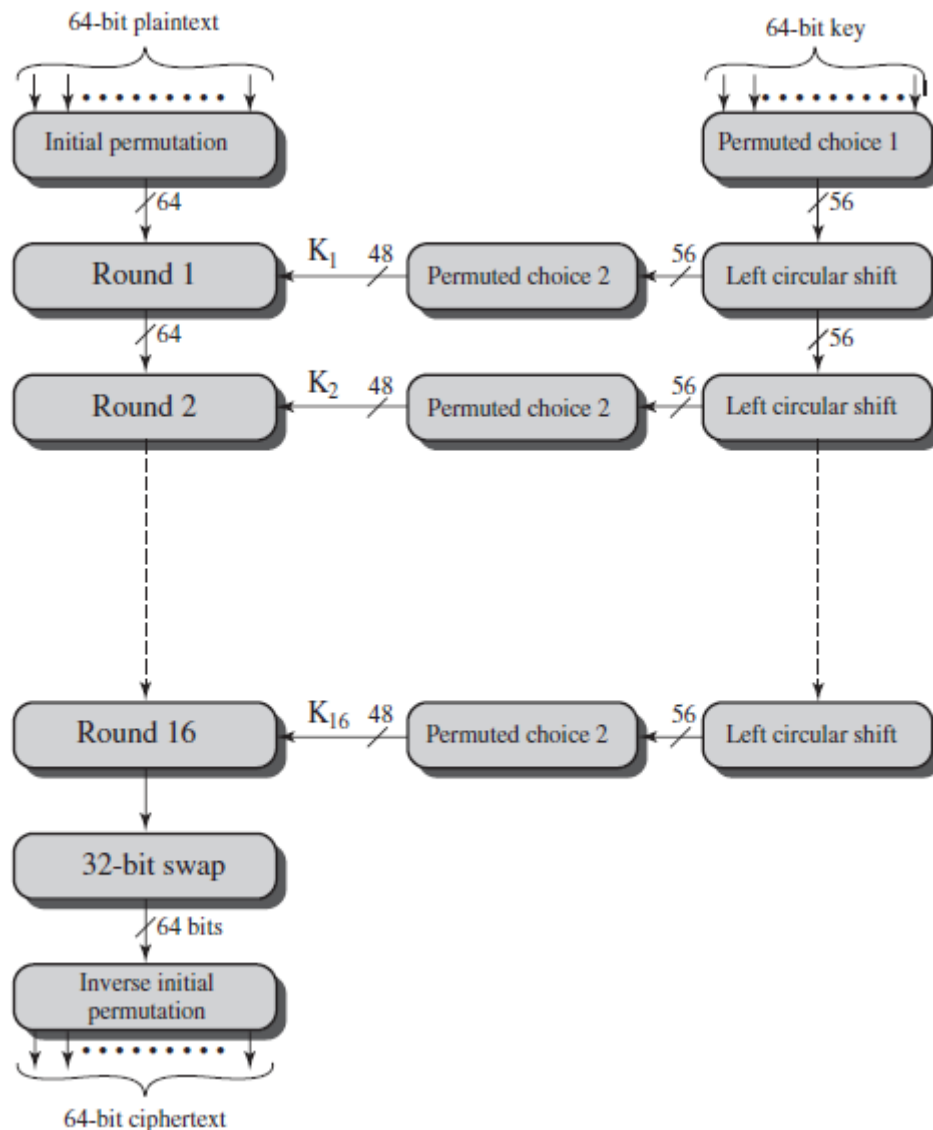 64-bit plaintext
64-bit key
Initial permutation
Permuted choice 1
64
56
K1
48
56
Round 1
Permuted choice 2
Left circular shift
64
56
K2
48
56
Round 2
Permuted choice 2
Left circular shift
K16
48
56
Round 16
Permuted choice 2
Left circular shift
32-bit swap
64 bits
Inverse initial
permutation
64-bit ciphertext